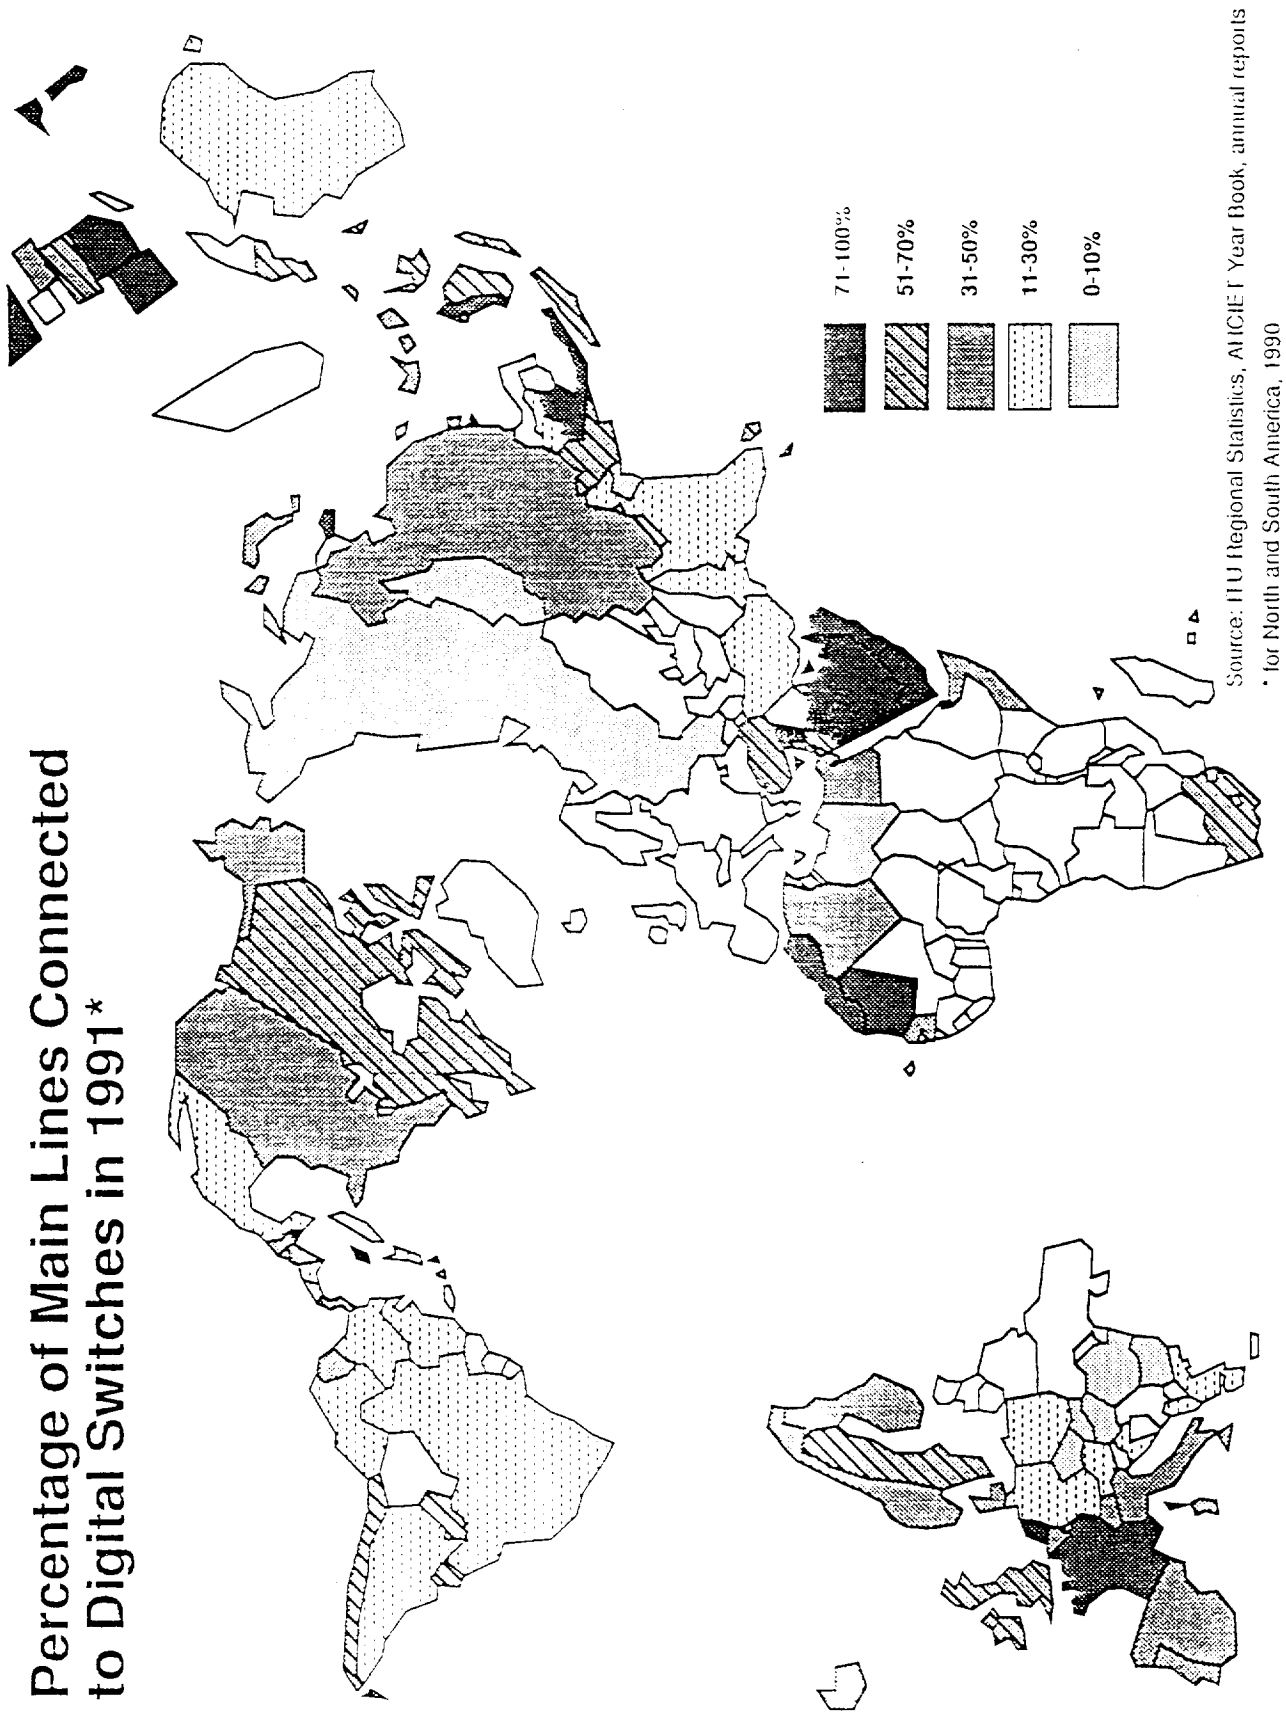 Percentage of Main Lines Connected
to Digital Switches in 1991*
71-100%
51-70%
31-50%
11-30%
0-10%
Source: ITU Regional Statistics, AHCIET Year Book, annual reports
* for North and South America, 1990